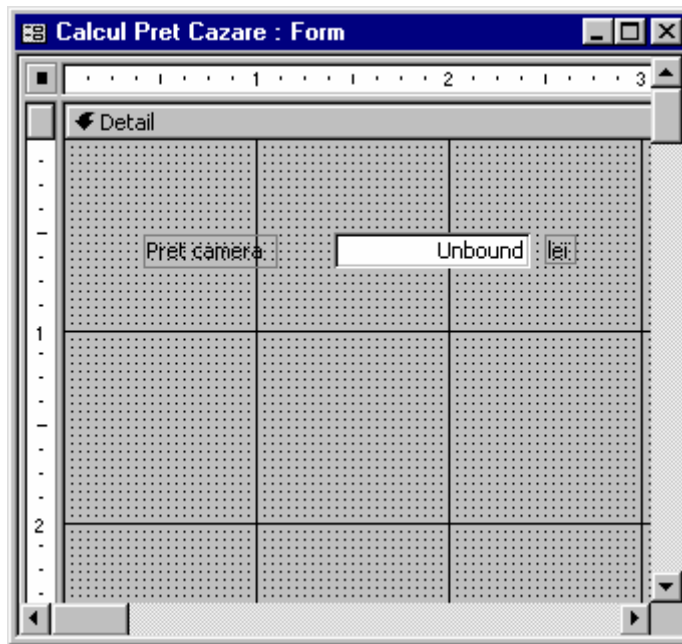 Calcul Pret Cazare : Form
1 2 3
Detail
Pret camera: Unbound lei:
1
2